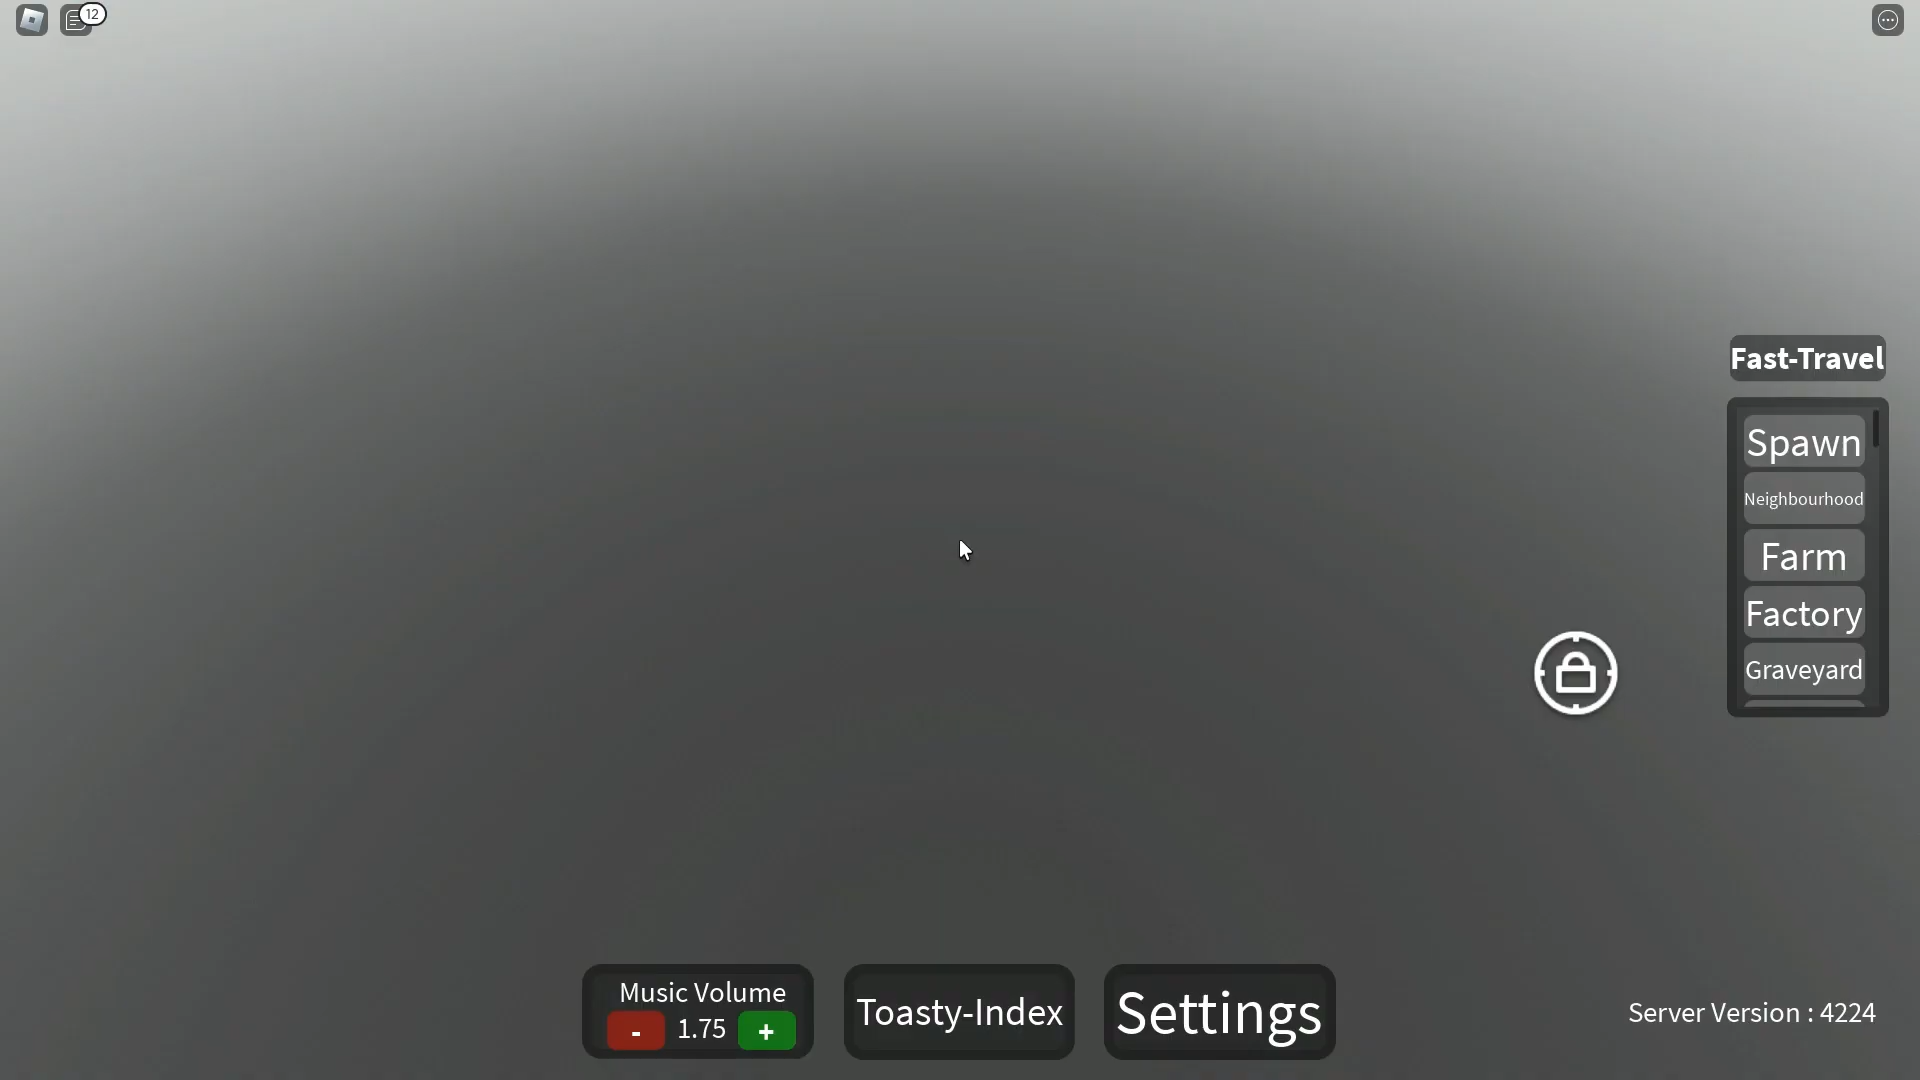 12
Fast-Travel
Spawn
Neighbourhood
Farm
Factory
Graveyard
Music Volume
- 1.75 +
Toasty-Index
Settings
Server Version : 4224